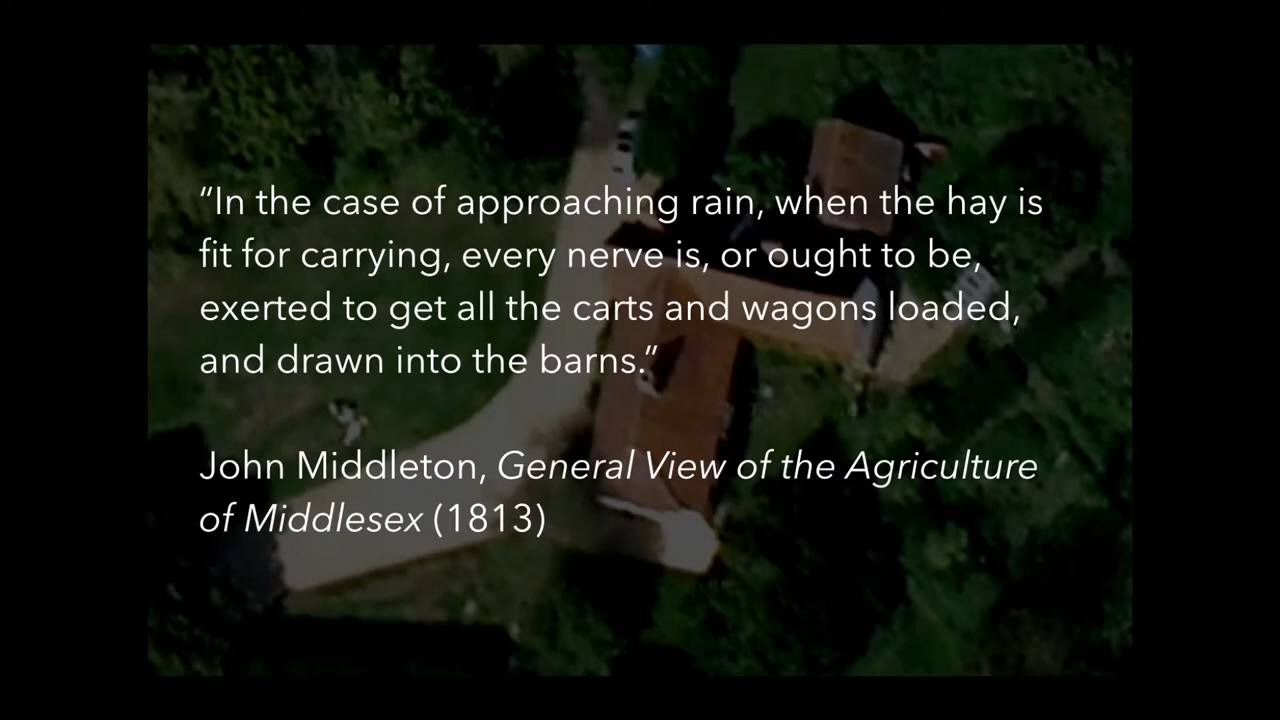 “In the case of approaching rain, when the hay is
fit for carrying, every nerve is, or ought to be,
exerted to get all the carts and wagons loaded,
and drawn into the barns.”
John Middleton, General View of the Agriculture
of Middlesex (1813)